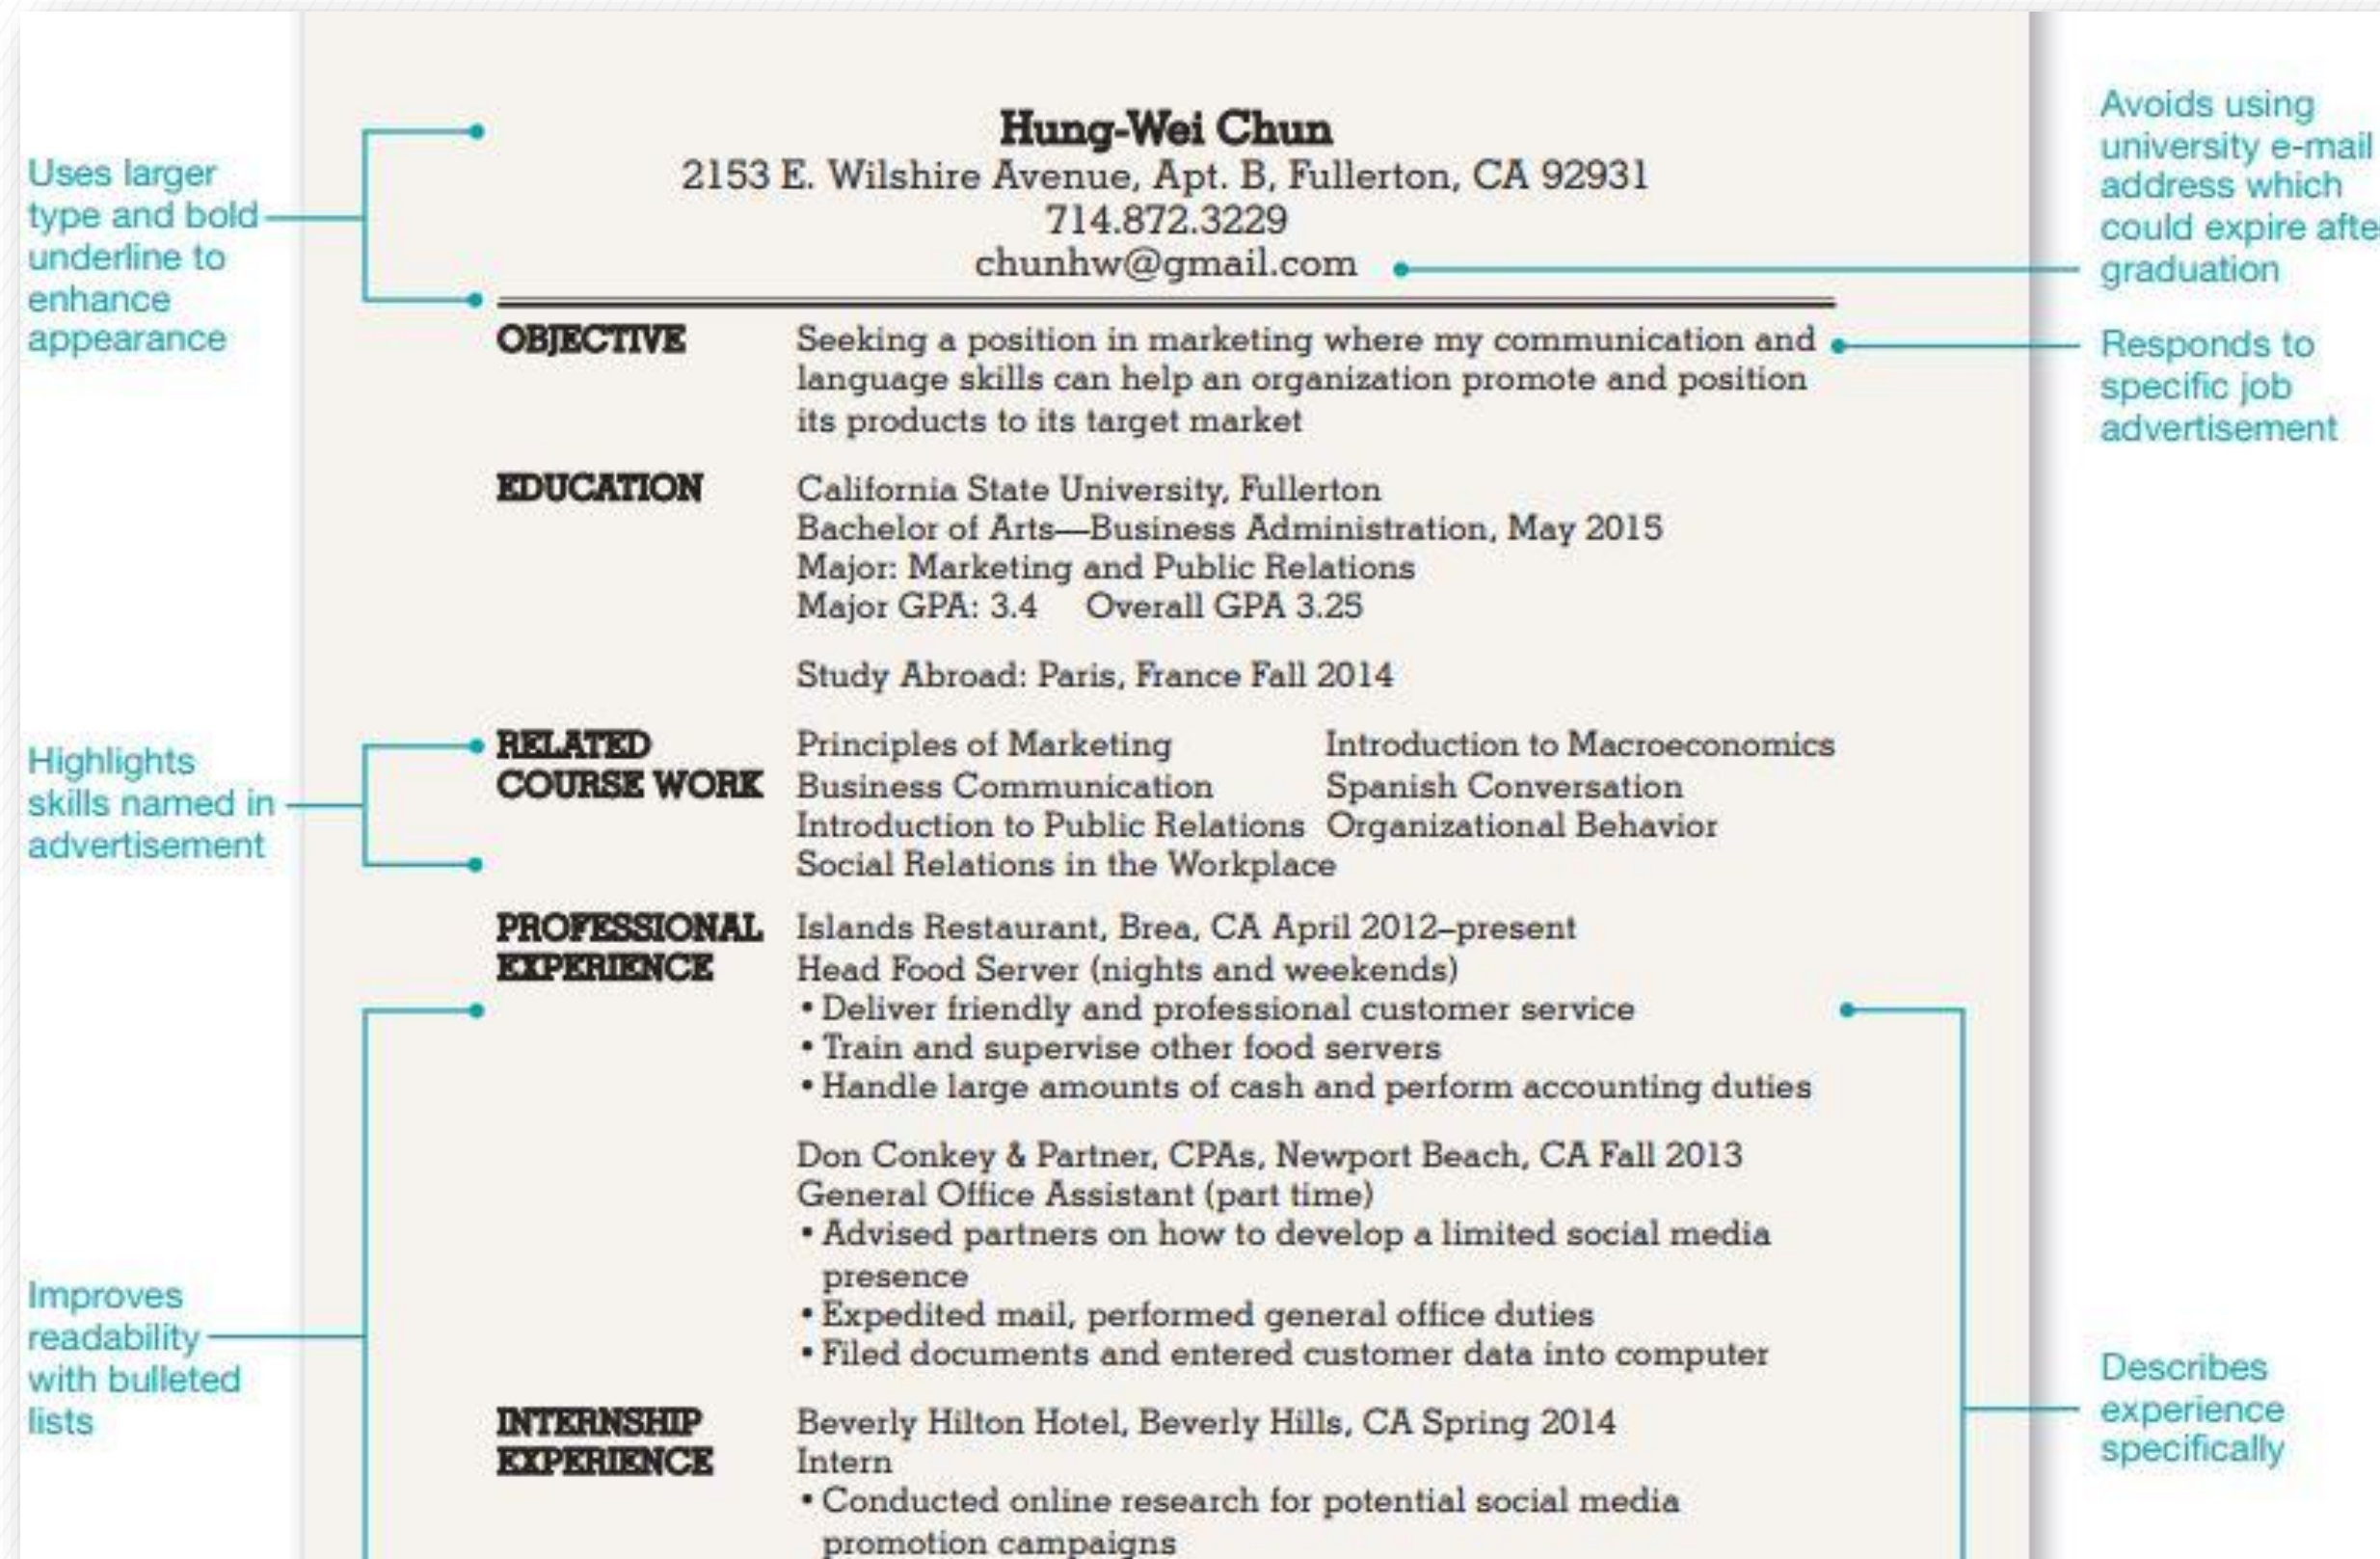 Uses larger
type and bold
underline to
enhance
appearance
Hung-Wei Chun
2153 E. Wilshire Avenue, Apt. B, Fullerton, CA 92931
714.872.3229
chunhw@gmail.com
Avoids using
university e-mail
address which
could expire afte
graduation
OBJECTIVE Seeking a position in marketing where my communication and
language skills can help an organization promote and position
its products to its target market
Responds to
specific job
advertisement
EDUCATION California State University, Fullerton
Bachelor of Arts—Business Administration, May 2015
Major: Marketing and Public Relations
Major GPA: 3.4 Overall GPA 3.25
Study Abroad: Paris, France Fall 2014
Highlights
skills named in
advertisement
RELATED Principles of Marketing Introduction to Macroeconomics
COURSE WORK Business Communication Spanish Conversation
Introduction to Public Relations Organizational Behavior
Social Relations in the Workplace
PROFESSIONAL Islands Restaurant, Brea, CA April 2012–present
EXPERIENCE Head Food Server (nights and weekends)
• Deliver friendly and professional customer service
• Train and supervise other food servers
• Handle large amounts of cash and perform accounting duties
Don Conkey & Partner, CPAs, Newport Beach, CA Fall 2013
General Office Assistant (part time)
• Advised partners on how to develop a limited social media
presence
• Expedited mail, performed general office duties
• Filed documents and entered customer data into computer
Improves
readability
with bulleted
lists
Describes
experience
specifically
INTERNSHIP Beverly Hilton Hotel, Beverly Hills, CA Spring 2014
EXPERIENCE Intern
• Conducted online research for potential social media
promotion campaigns